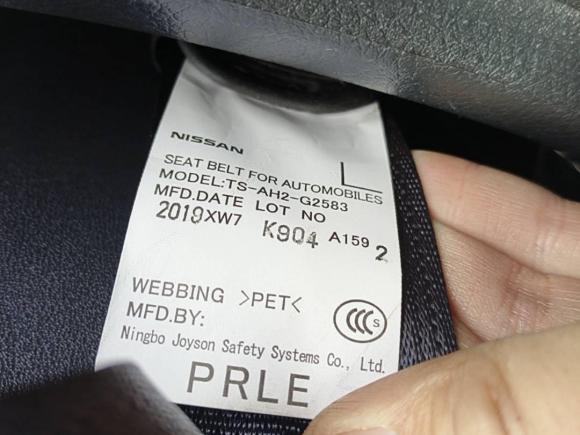 NISSAN
SEAT BELT FOR AUTOMOBILES
L
MODEL:TS-AH2-G2583
MFD.DATE LOT NO
2019XW7 K904 A159 2
WEBBING >PET<
MFD.BY:
CCC S
Ningbo Joyson Safety Systems Co., Ltd.
PRLE